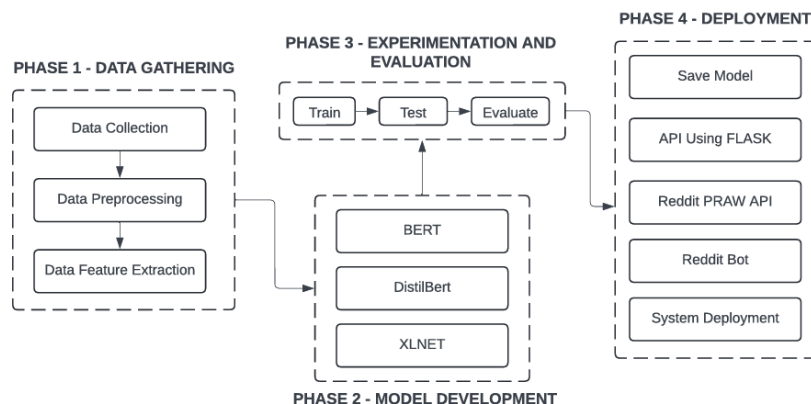 PHASE 1 - DATA GATHERING
Data Collection
Data Preprocessing
Data Feature Extraction
BERT
DistilBert
XLNET
PHASE 2 - MODEL DEVELOPMENT
PHASE 3 - EXPERIMENTATION AND
EVALUATION
Train
Test
Evaluate
PHASE 4 - DEPLOYMENT
Save Model
API Using FLASK
Reddit PRAW API
Reddit Bot
System Deployment